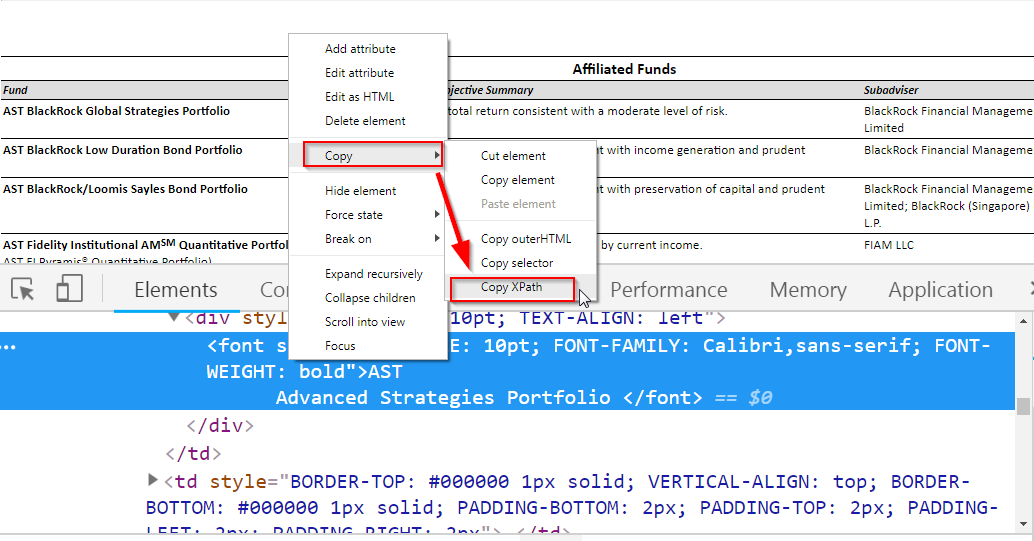 Affiliated Funds
Fund
jective Summary
Subadviser
AST BlackRock Global Strategies Portfolio
total return consistent with a moderate level of risk.
BlackRock Financial Manageme
Limited
AST BlackRock Low Duration Bond Portfolio
nt with income generation and prudent
BlackRock Financial Manageme
AST BlackRock/Loomis Sayles Bond Portfolio
nt with preservation of capital and prudent
BlackRock Financial Manageme
Limited; BlackRock (Singapore)
L.P.
AST Fidelity Institutional AM℠ Quantitative Portfol
by current income.
FIAM LLC
AST FI Pyramis® Quantitative Portfolio)
Add attribute
Edit attribute
Edit as HTML
Delete element
Copy
Hide element
Force state
Break on
Expand recursively
Collapse children
Scroll into view
Focus
Cut element
Copy element
Paste element
Copy outerHTML
Copy selector
Copy XPath
Elements
Co
Performance
Memory
Application
<div style
10pt; TEXT-ALIGN: left">
...
<font s
E: 10pt; FONT-FAMILY: Calibri,sans-serif; FONT-
WEIGHT: bold">AST
Advanced Strategies Portfolio </font> == $0
</div>
</td>
<td style="BORDER-TOP: #000000 1px solid; VERTICAL-ALIGN: top; BORDER-
BOTTOM: #000000 1px solid; PADDING-BOTTOM: 2px; PADDING-TOP: 2px; PADDING-
LEFT: 2px; PADDING-RIGHT: 2px">…</td>